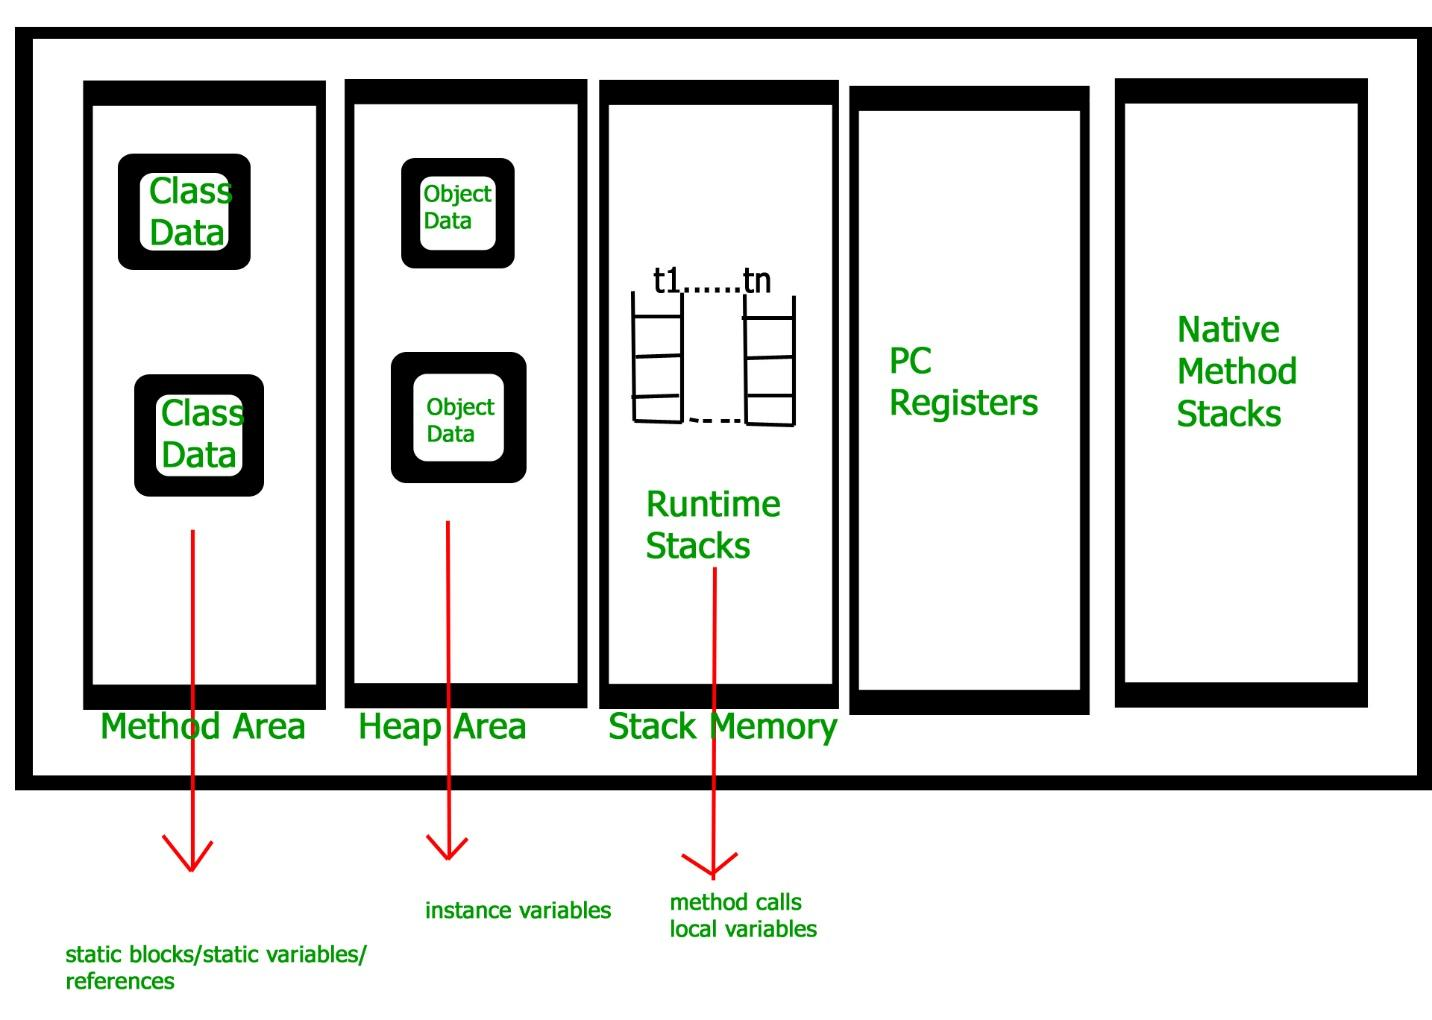 Class
Data
Class
Data
Method Area
Object
Data
Object
Data
Heap Area
t1......tn
Runtime
Stacks
Stack Memory
PC
Registers
Native
Method
Stacks
static blocks/static variables/
references
instance variables
method calls
local variables